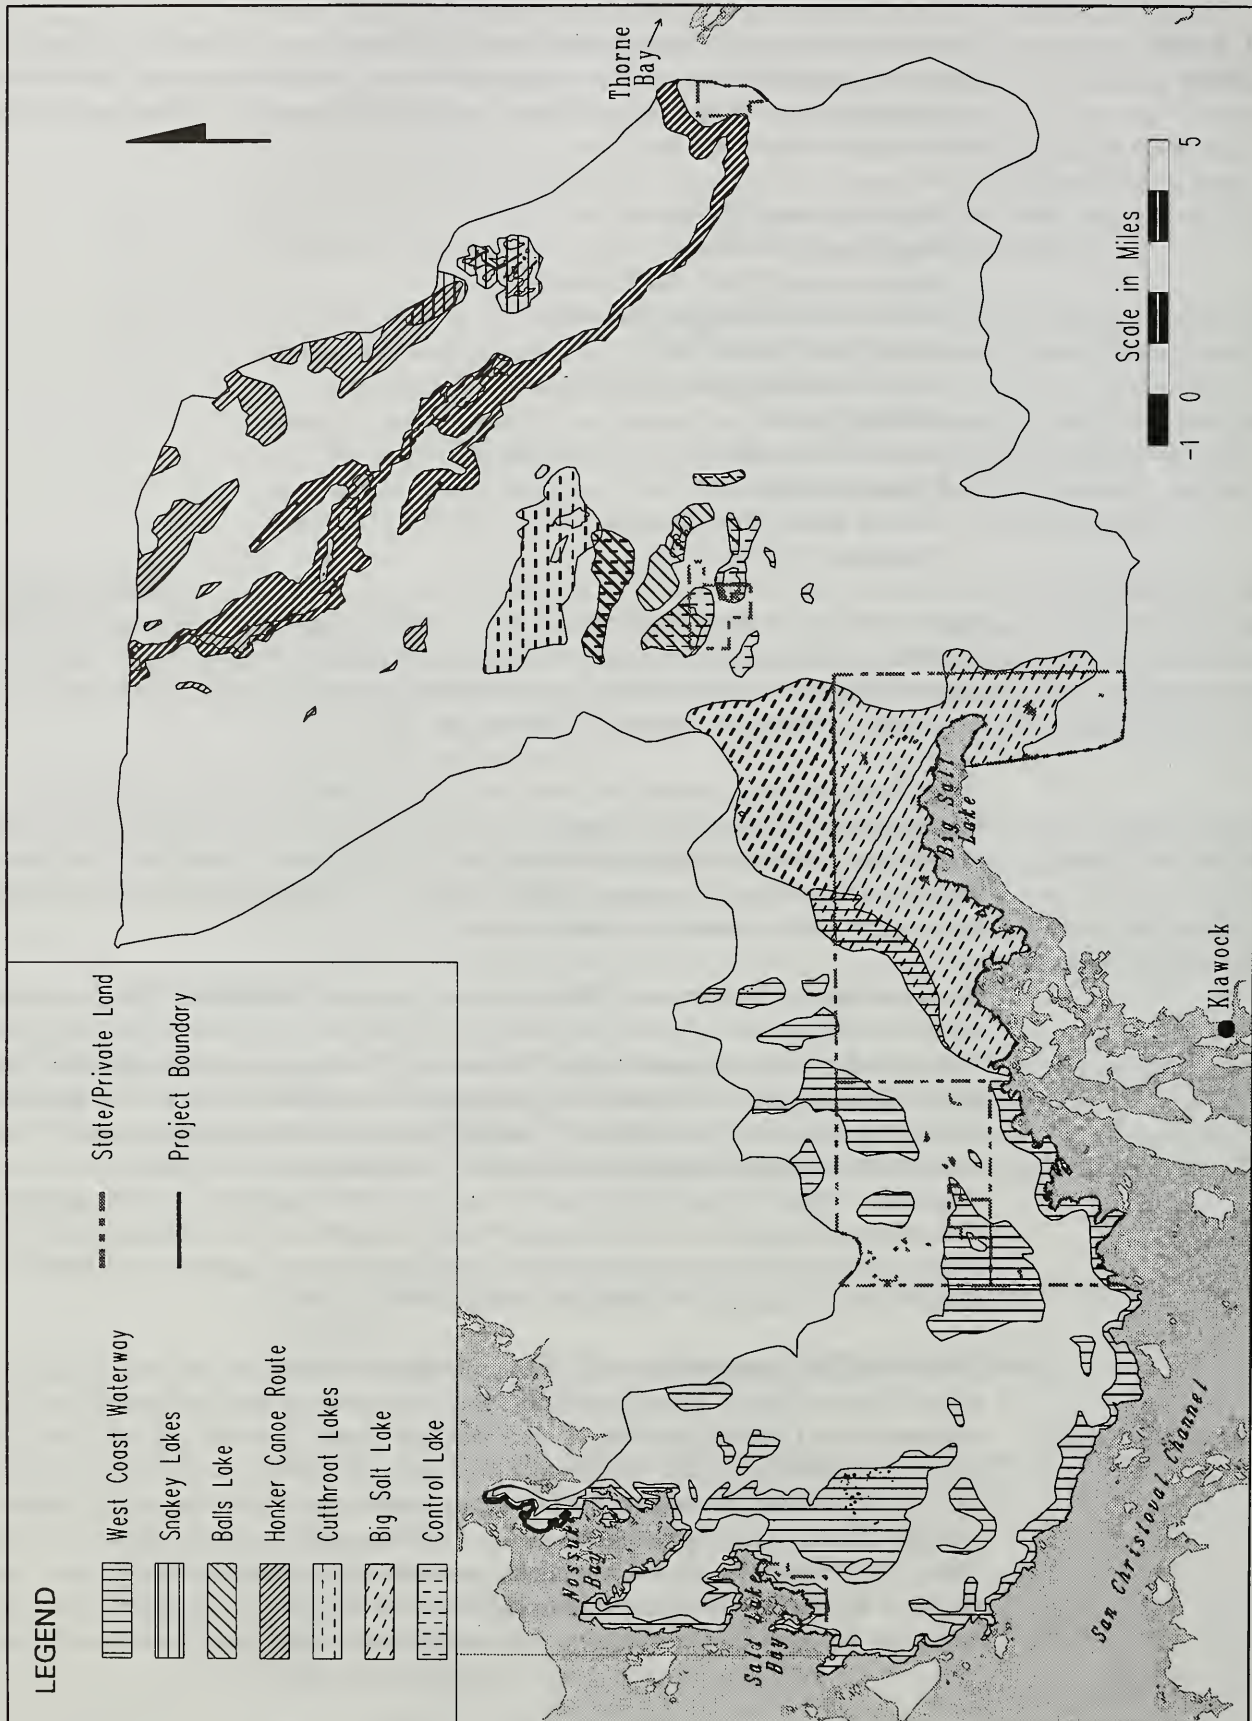 LEGEND
West Coast Waterway
Snakey Lakes
Balls Lake
Honker Canoe Route
Cutthroat Lakes
Big Salt Lake
Control Lake
State/Private Land
Project Boundary
Thorne
Bay
Scale in Miles
-1
0
5
Big Salt
Lake
Klawock
Nossuk
Bay
Salt Lake
Bay
San Christoval Channel